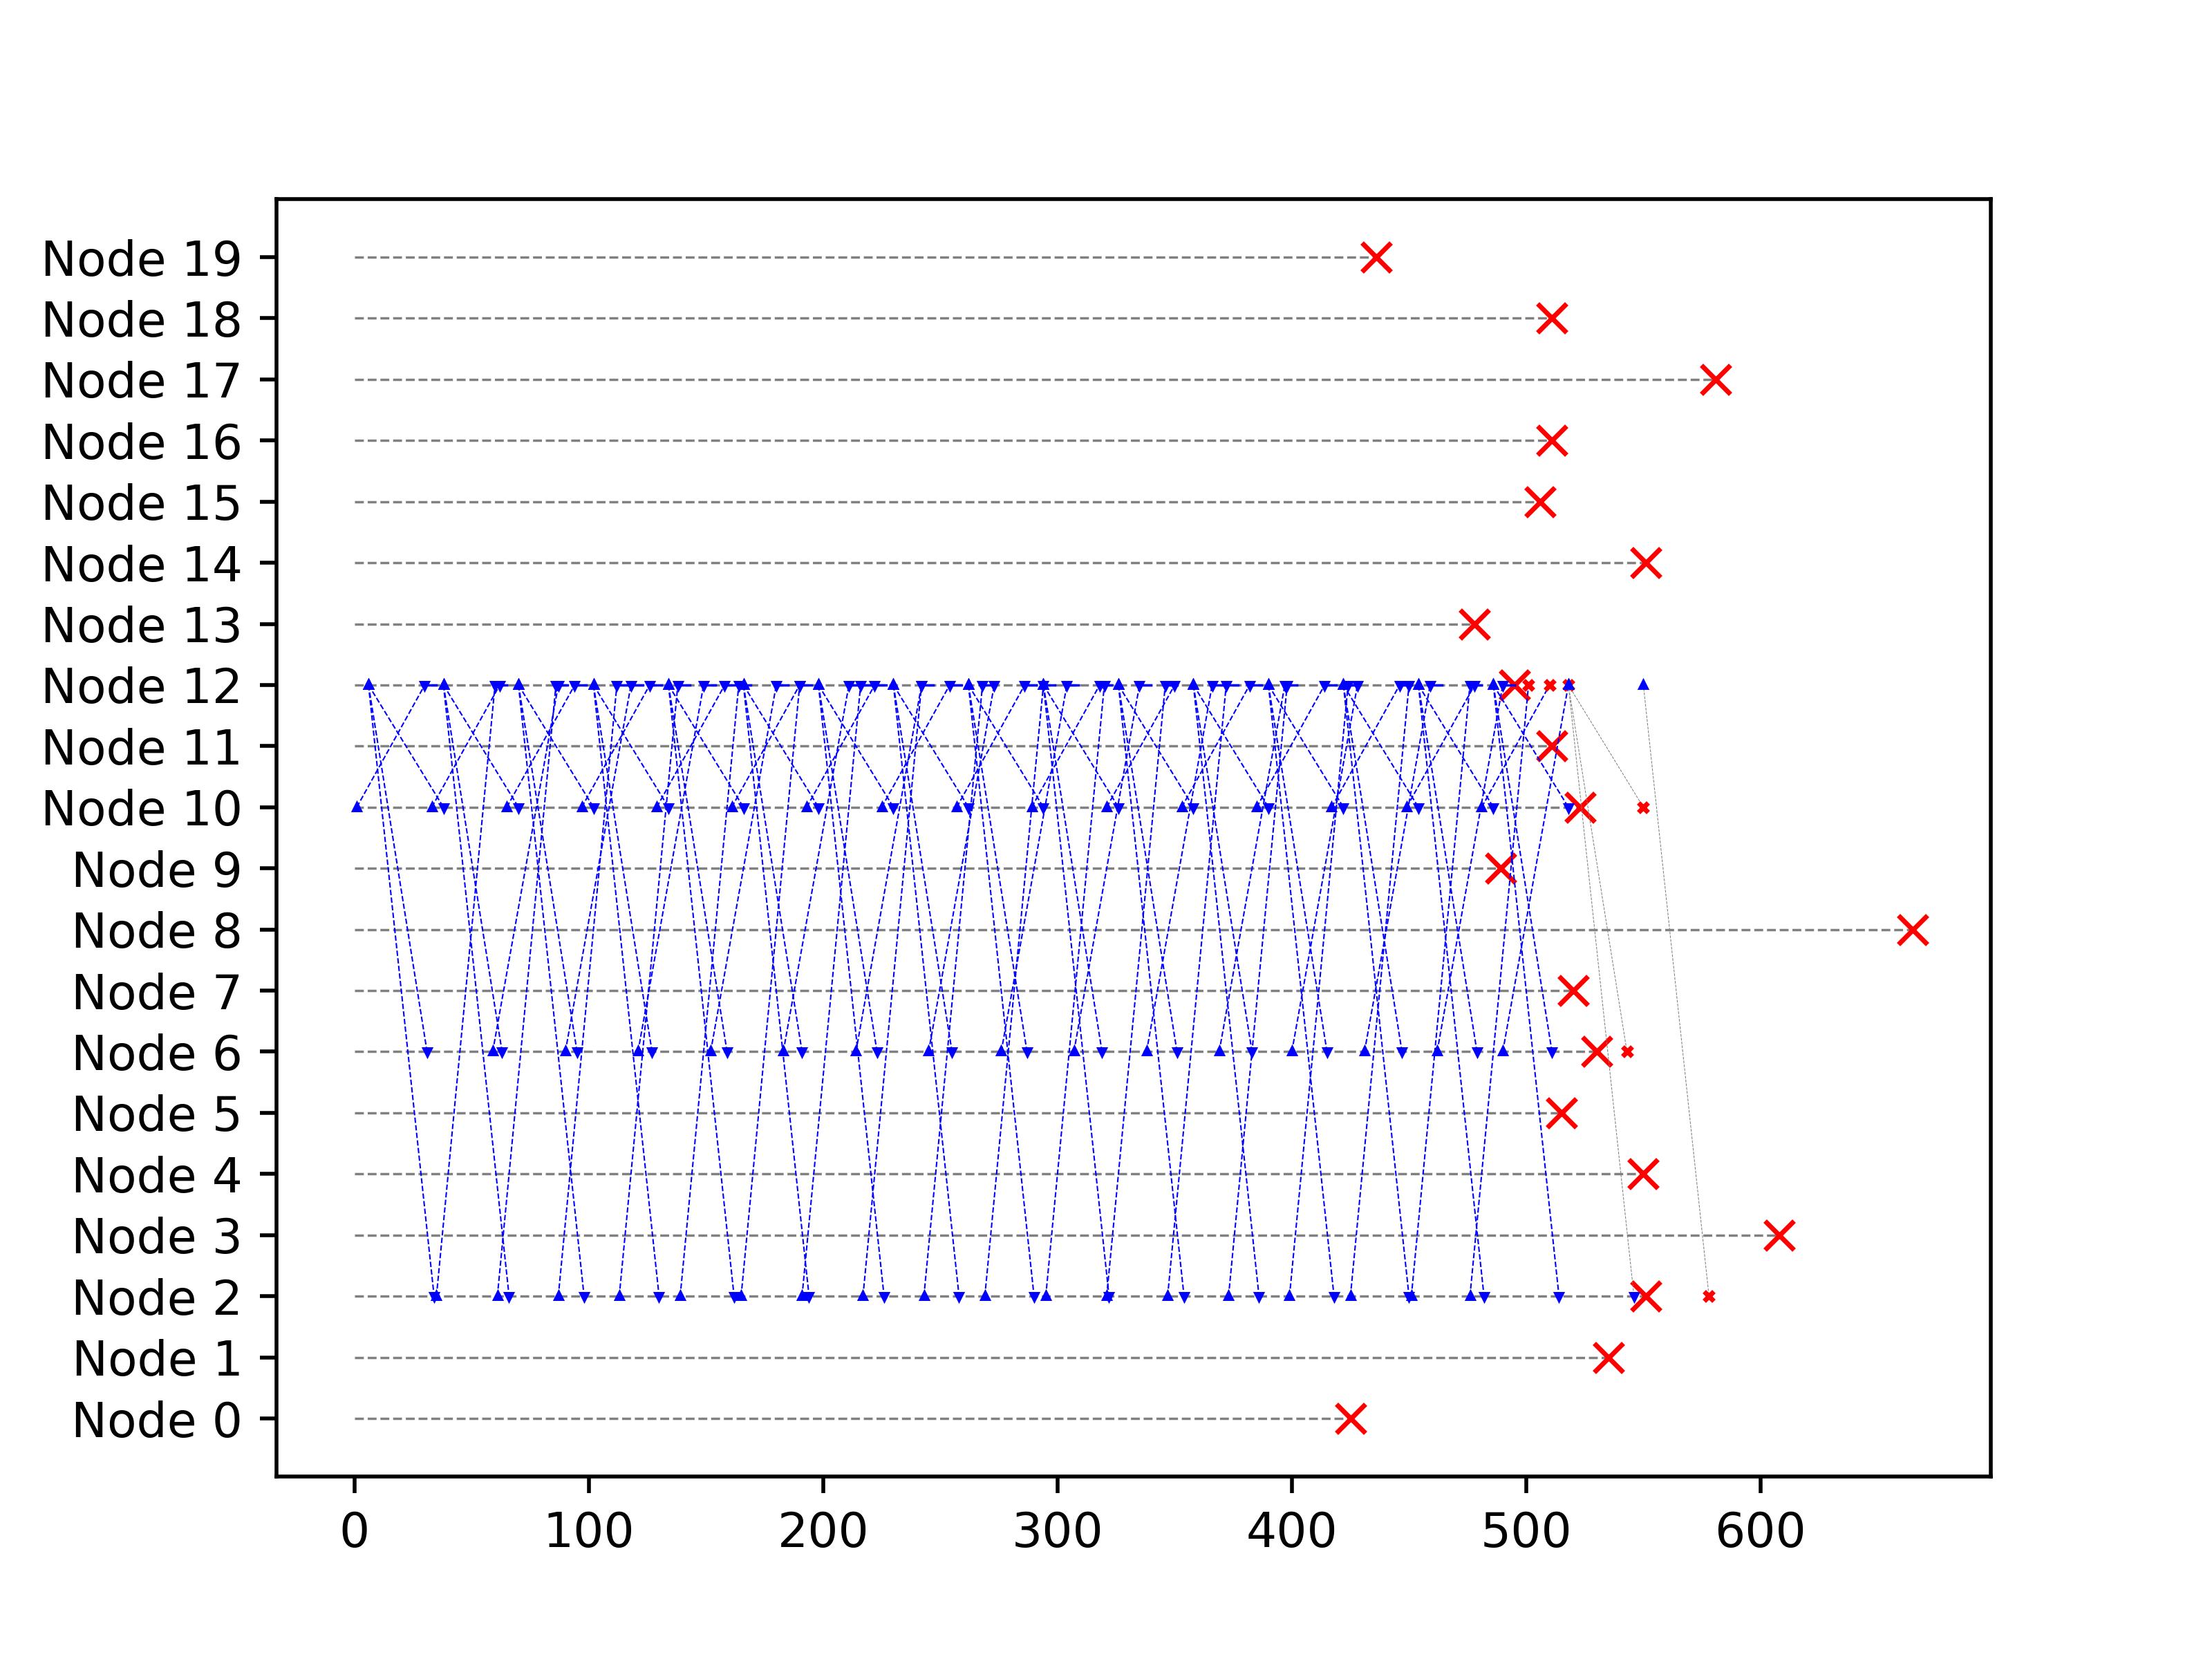 Node 19
Node 18
Node 17
Node 16
Node 15
Node 14
Node 13
Node 12
Node 11
Node 10
Node 9
Node 8
Node 7
Node 6
Node 5
Node 4
Node 3
Node 2
Node 1
Node 0
0 100 200 300 400 500 600